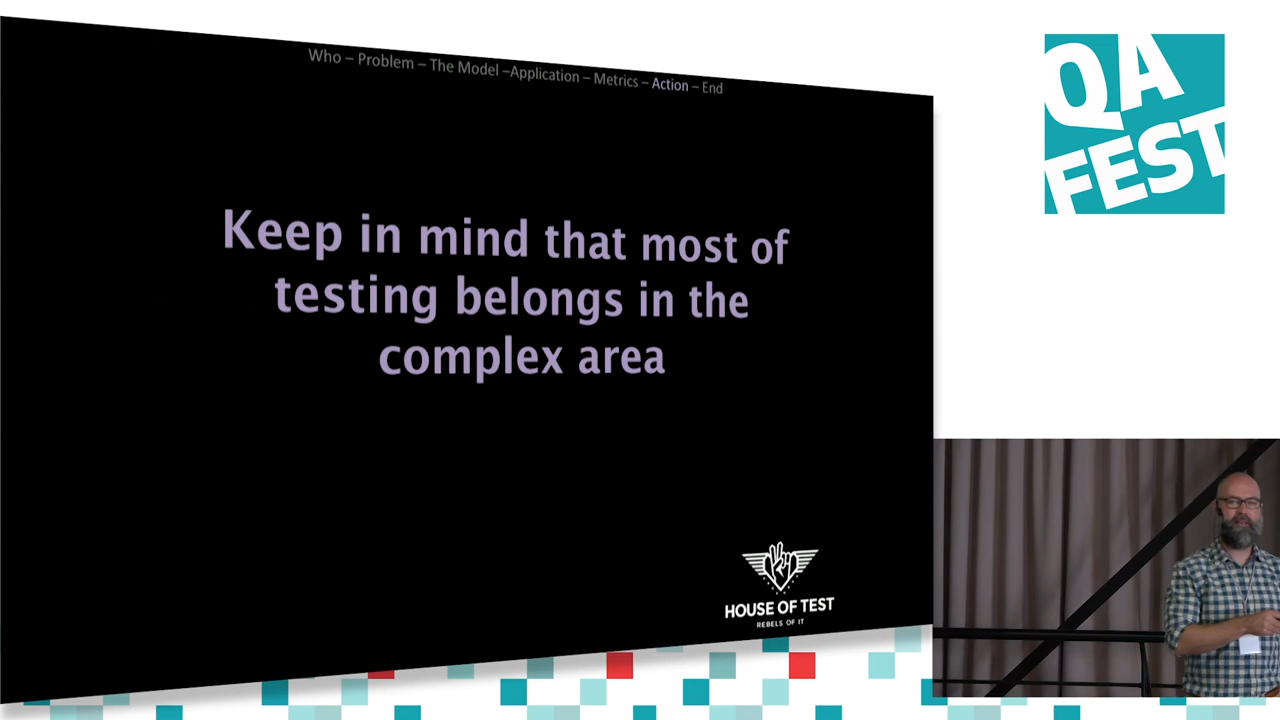 Who – Problem – The Model –Application – Metrics – Action – End
Keep in mind that most of
testing belongs in the
complex area
HOUSE OF TEST
REBELS OF IT
QA
FEST